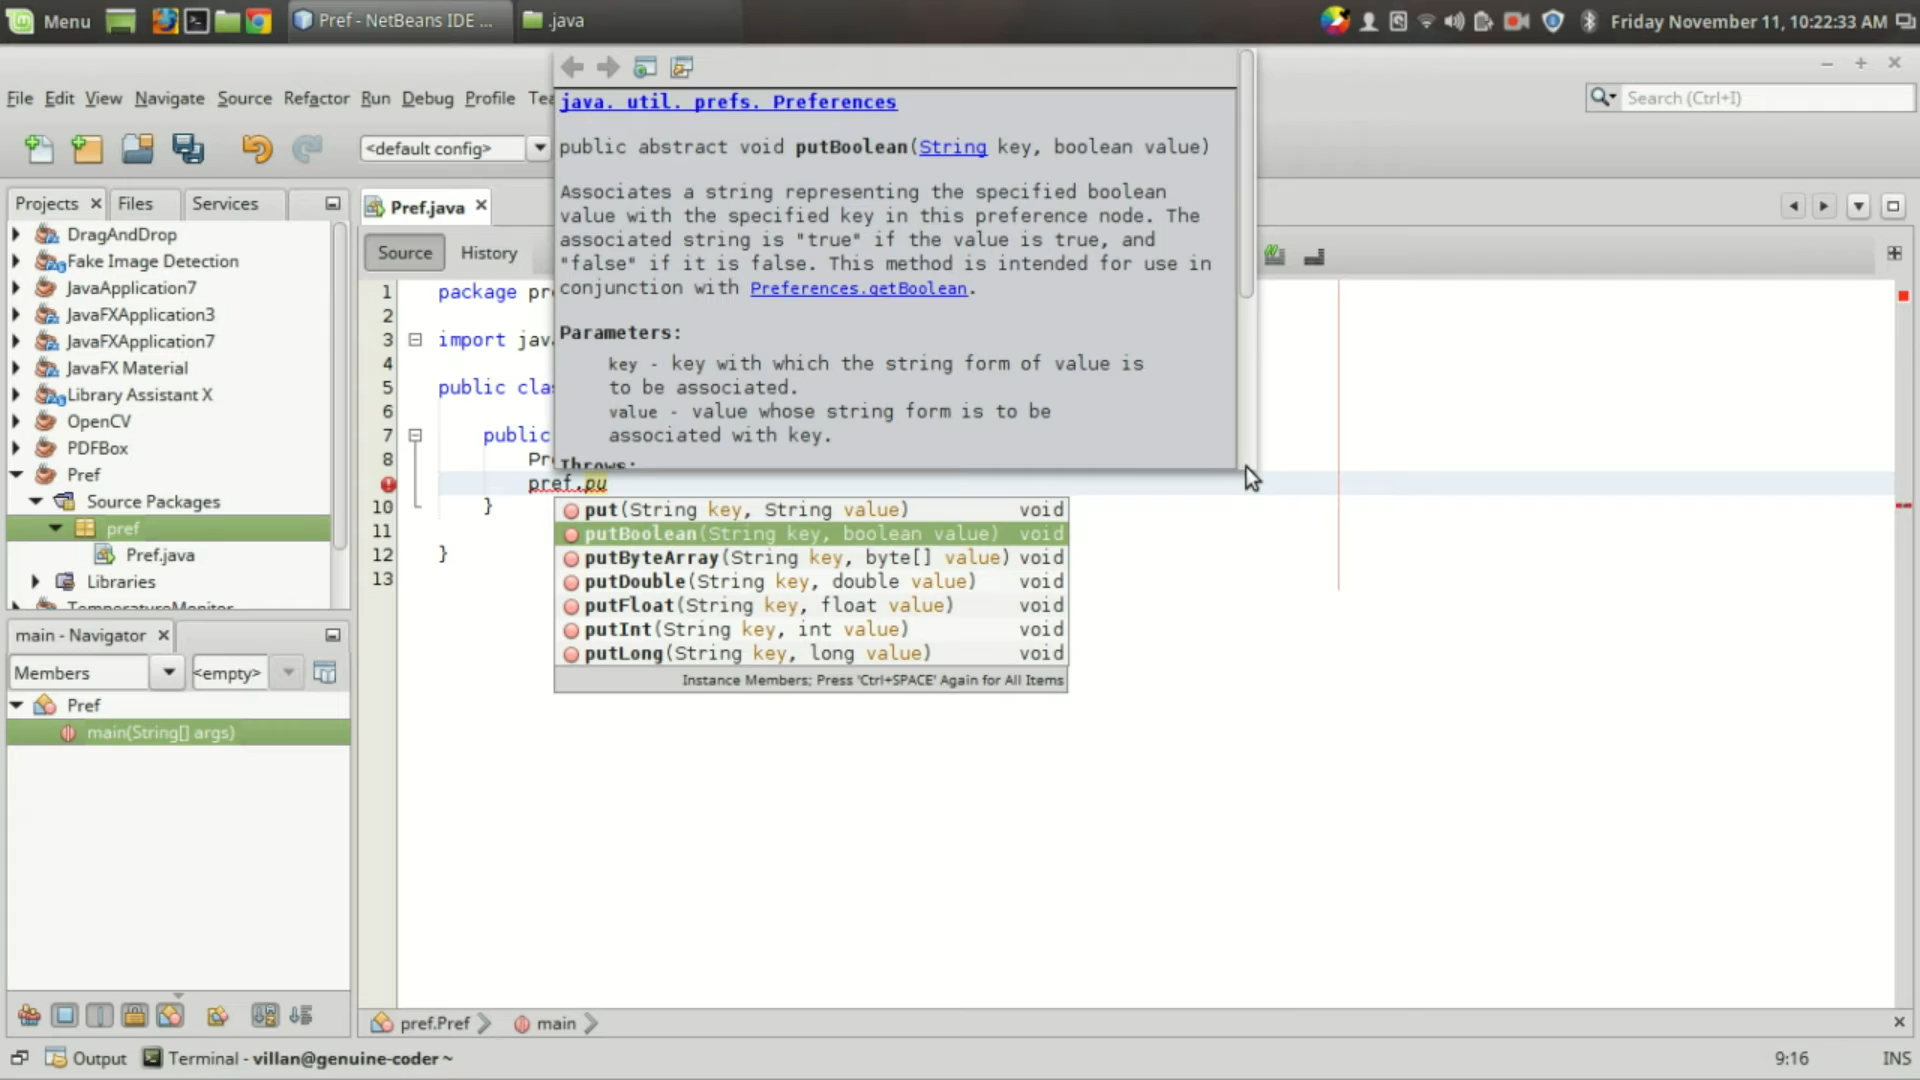 Menu
Pref - NetBeans IDE ...
.java
Friday November 11, 10:22:33 AM
File Edit View Navigate Source Refactor Run Debug Profile
Search (Ctrl+I)
<default config>
Projects
Files
Services
DragAndDrop
Fake Image Detection
JavaApplication7
JavaFXApplication3
JavaFXApplication7
JavaFX Material
Library Assistant X
OpenCV
PDFBox
Pref
Source Packages
pref
Pref.java
Libraries
TemperatureMonitor
main - Navigator
Members
<empty>
Pref
main(String[] args)
Pref.java
Source
History
1 package pr
2
3 import jav
4
5 public clas
6
7 public
8 Pr
pref.pu
10 }
11
12 }
13
java. util. prefs. Preferences
public abstract void putBoolean(String key, boolean value)
Associates a string representing the specified boolean
value with the specified key in this preference node. The
associated string is "true" if the value is true, and
"false" if it is false. This method is intended for use in
conjunction with Preferences.getBoolean.
Parameters:
key - key with which the string form of value is
to be associated.
value - value whose string form is to be
associated with key.
Throws:
put(String key, String value) void
putBoolean(String key, boolean value) void
putByteArray(String key, byte[] value) void
putDouble(String key, double value) void
putFloat(String key, float value) void
putInt(String key, int value) void
putLong(String key, long value) void
Instance Members; Press 'Ctrl+SPACE' Again for All Items
pref.Pref
main
Output
Terminal - villan@genuine-coder ~
9:16
INS